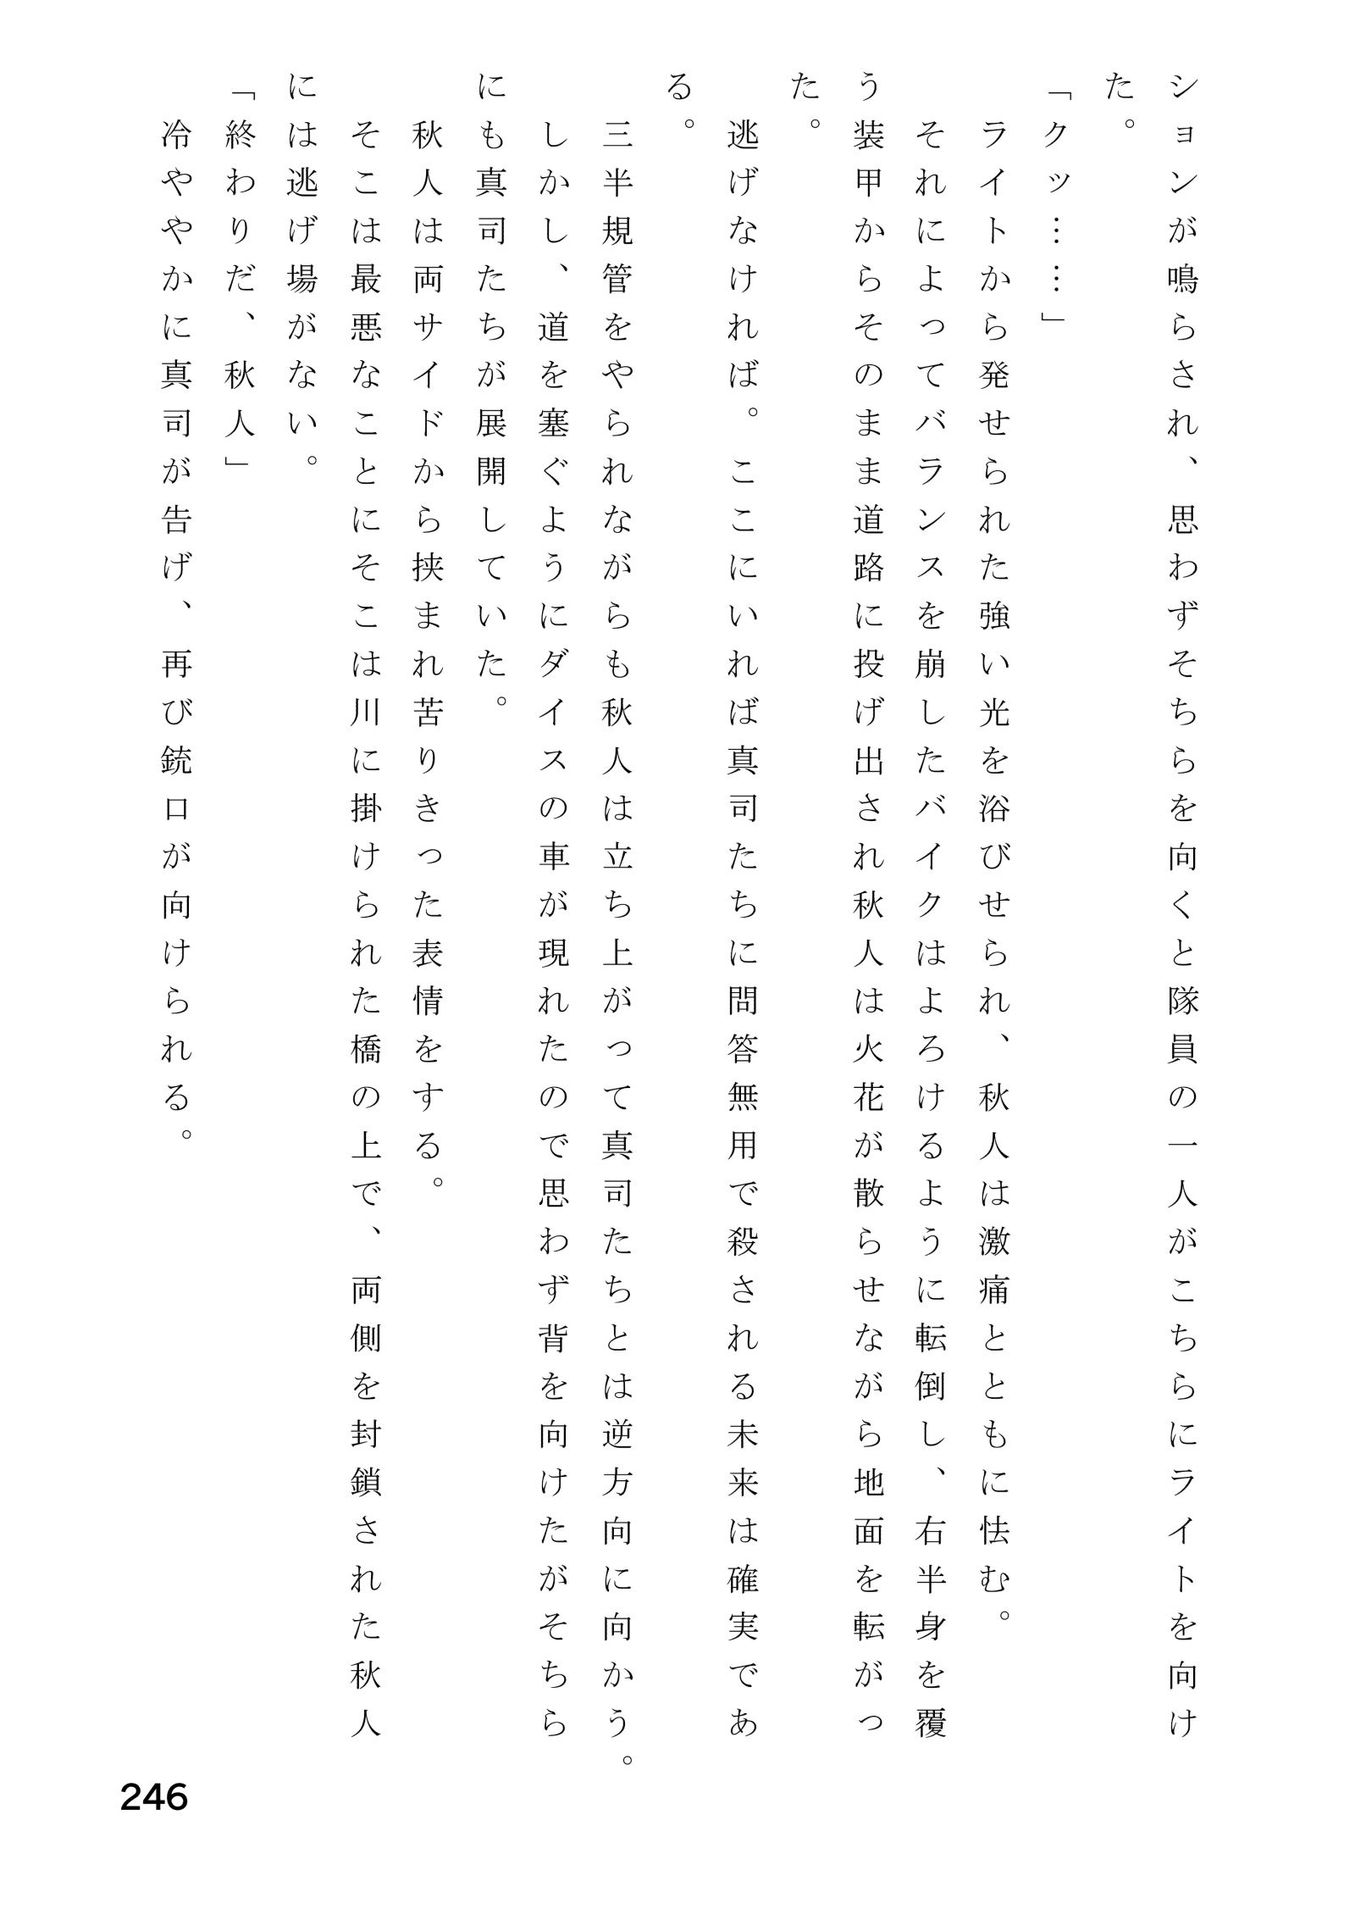 ションが鳴らされ、思わずそちらを向くと隊員の一人がこちらにライトを向け
た。
「クッ……」
　ライトから発せられた強い光を浴びせられ、秋人は激痛とともに怯む。
　それによってバランスを崩したバイクはよろけるように転倒し、右半身を覆
う装甲からそのまま道路に投げ出され秋人は火花が散らせながら地面を転がっ
た。
　逃げなければ。ここにいれば真司たちに問答無用で殺される未来は確実であ
る。
　三半規管をやられながらも秋人は立ち上がって真司たちとは逆方向に向かう。
　しかし、道を塞ぐようにダイスの車が現れたので思わず背を向けたがそちら
にも真司たちが展開していた。
　秋人は両サイドから挟まれ苦りきった表情をする。
　そこは最悪なことにそこは川に掛けられた橋の上で、両側を封鎖された秋人
には逃げ場がない。
「終わりだ、秋人」
　冷ややかに真司が告げ、再び銃口が向けられる。
246